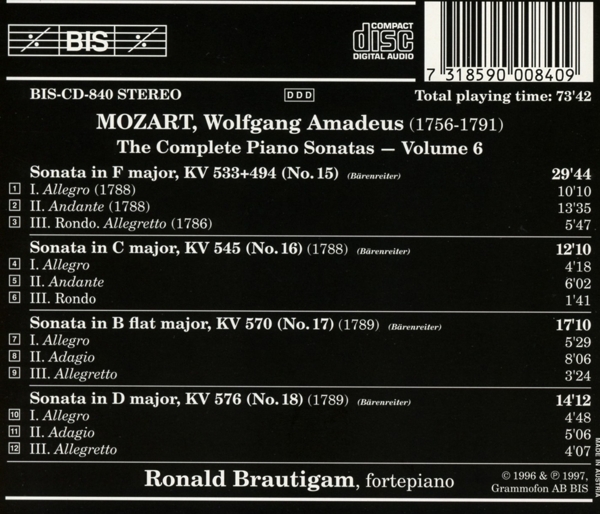 BIS
COMPACT
disc
DIGITAL AUDIO
7 318590 008409
BIS-CD-840 STEREO
DDD
Total playing time: 73'42
MOZART, Wolfgang Amadeus (1756-1791)
The Complete Piano Sonatas — Volume 6
Sonata in F major, KV 533+494 (No. 15) (Bärenreiter) 29'44
1 I. Allegro (1788) 10'10
2 II. Andante (1788) 13'35
3 III. Rondo. Allegretto (1786) 5'47
Sonata in C major, KV 545 (No. 16) (1788) (Bärenreiter) 12'10
4 I. Allegro 4'18
5 II. Andante 6'02
6 III. Rondo 1'41
Sonata in B flat major, KV 570 (No. 17) (1789) (Bärenreiter) 17'10
7 I. Allegro 5'29
8 II. Adagio 8'06
9 III. Allegretto 3'24
Sonata in D major, KV 576 (No. 18) (1789) (Bärenreiter) 14'12
10 I. Allegro 4'48
11 II. Adagio 5'06
12 III. Allegretto 4'07
Ronald Brautigam, fortepiano
© 1996 & ℗ 1997,
Grammofon AB BIS
MADE IN AUSTRIA